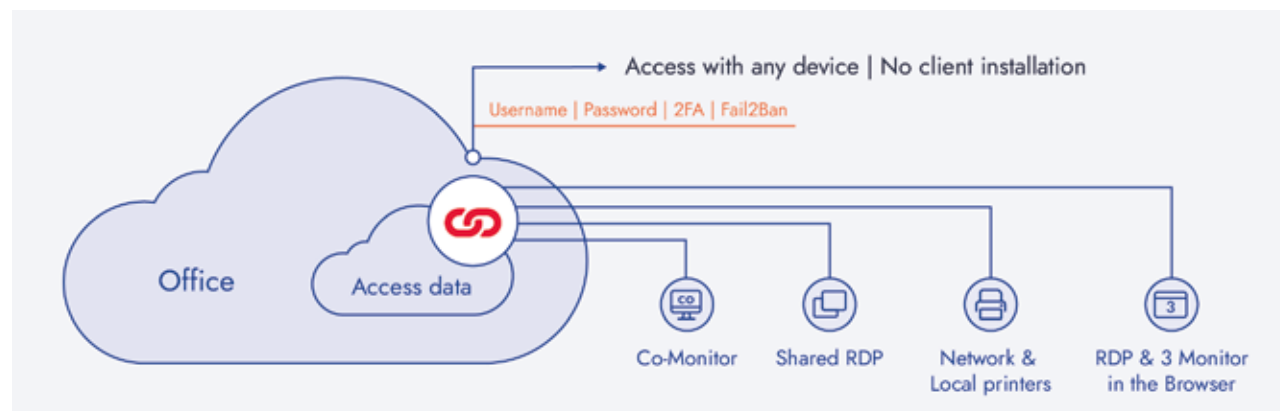 Access with any device | No client installation
Username | Password | 2FA | Fail2Ban
Office
Access data
CO
3
Co-Monitor
Shared RDP
Network &
Local printers
RDP & 3 Monitor
in the Browser